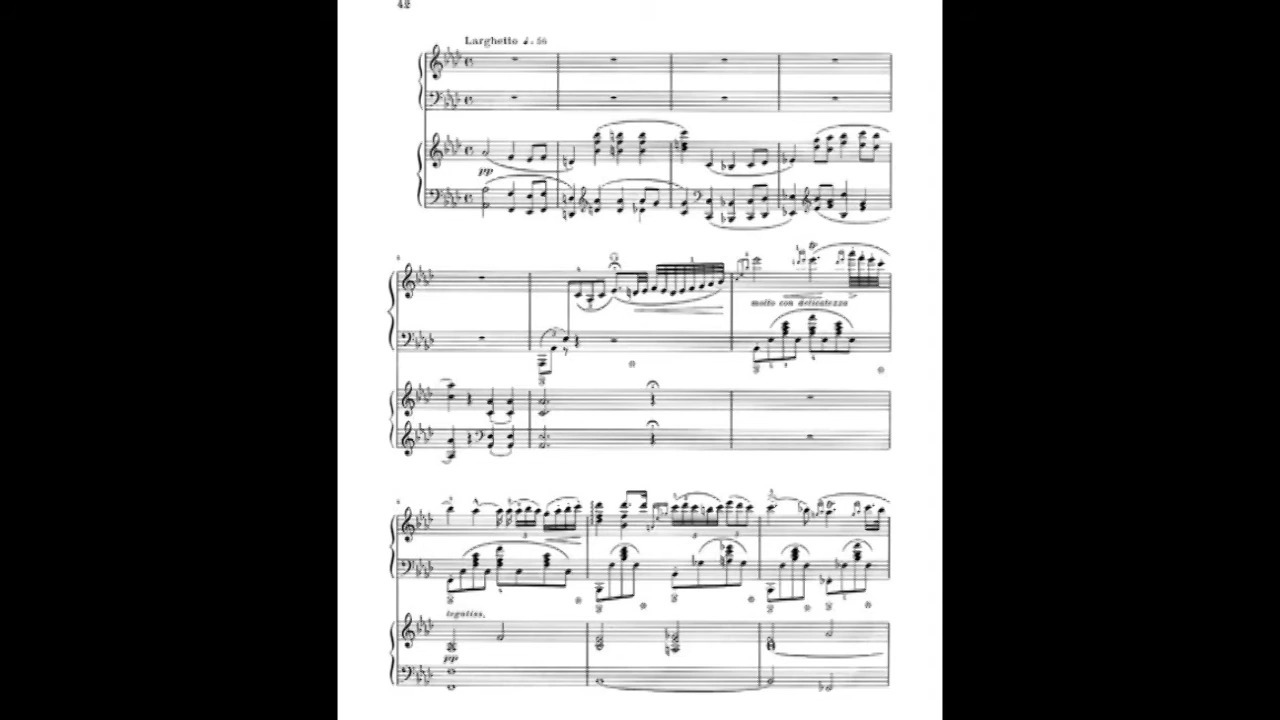 42
Larghetto ♩. 56
pp
molto con delicatezza
legatiss.
pp